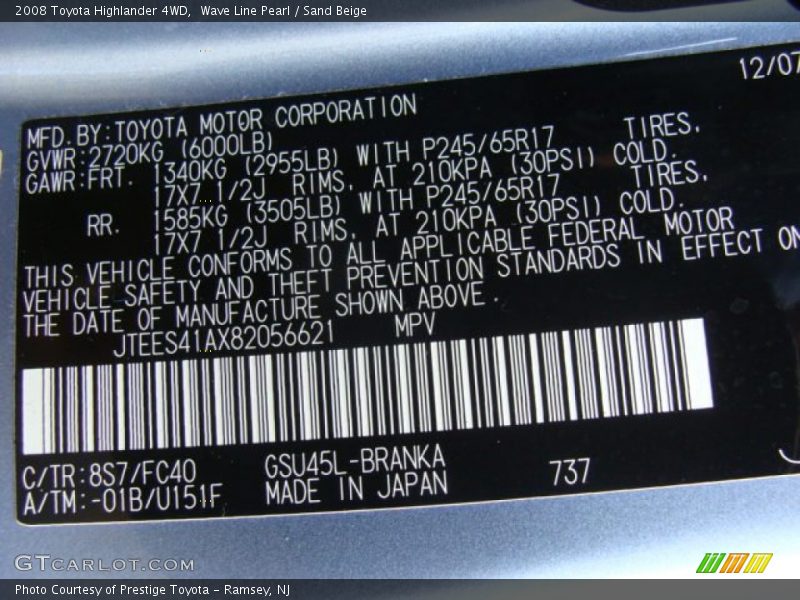 2008 Toyota Highlander 4WD, Wave Line Pearl / Sand Beige
12/07
MFD.BY:TOYOTA MOTOR CORPORATION
GVWR:2720KG (6000LB)
GAWR:FRT. 1340KG (2955LB) WITH P245/65R17 TIRES,
17X7 1/2J RIMS, AT 210KPA (30PSI) COLD.
RR. 1585KG (3505LB) WITH P245/65R17 TIRES,
17X7 1/2J RIMS, AT 210KPA (30PSI) COLD.
THIS VEHICLE CONFORMS TO ALL APPLICABLE FEDERAL MOTOR
VEHICLE SAFETY AND THEFT PREVENTION STANDARDS IN EFFECT ON
THE DATE OF MANUFACTURE SHOWN ABOVE.
JTEES41AX82056621 MPV
C/TR:8S7/FC40 GSU45L-BRANKA 737
A/TM:-01B/U151F MADE IN JAPAN
GTCARLOT.COM
Photo Courtesy of Prestige Toyota - Ramsey, NJ